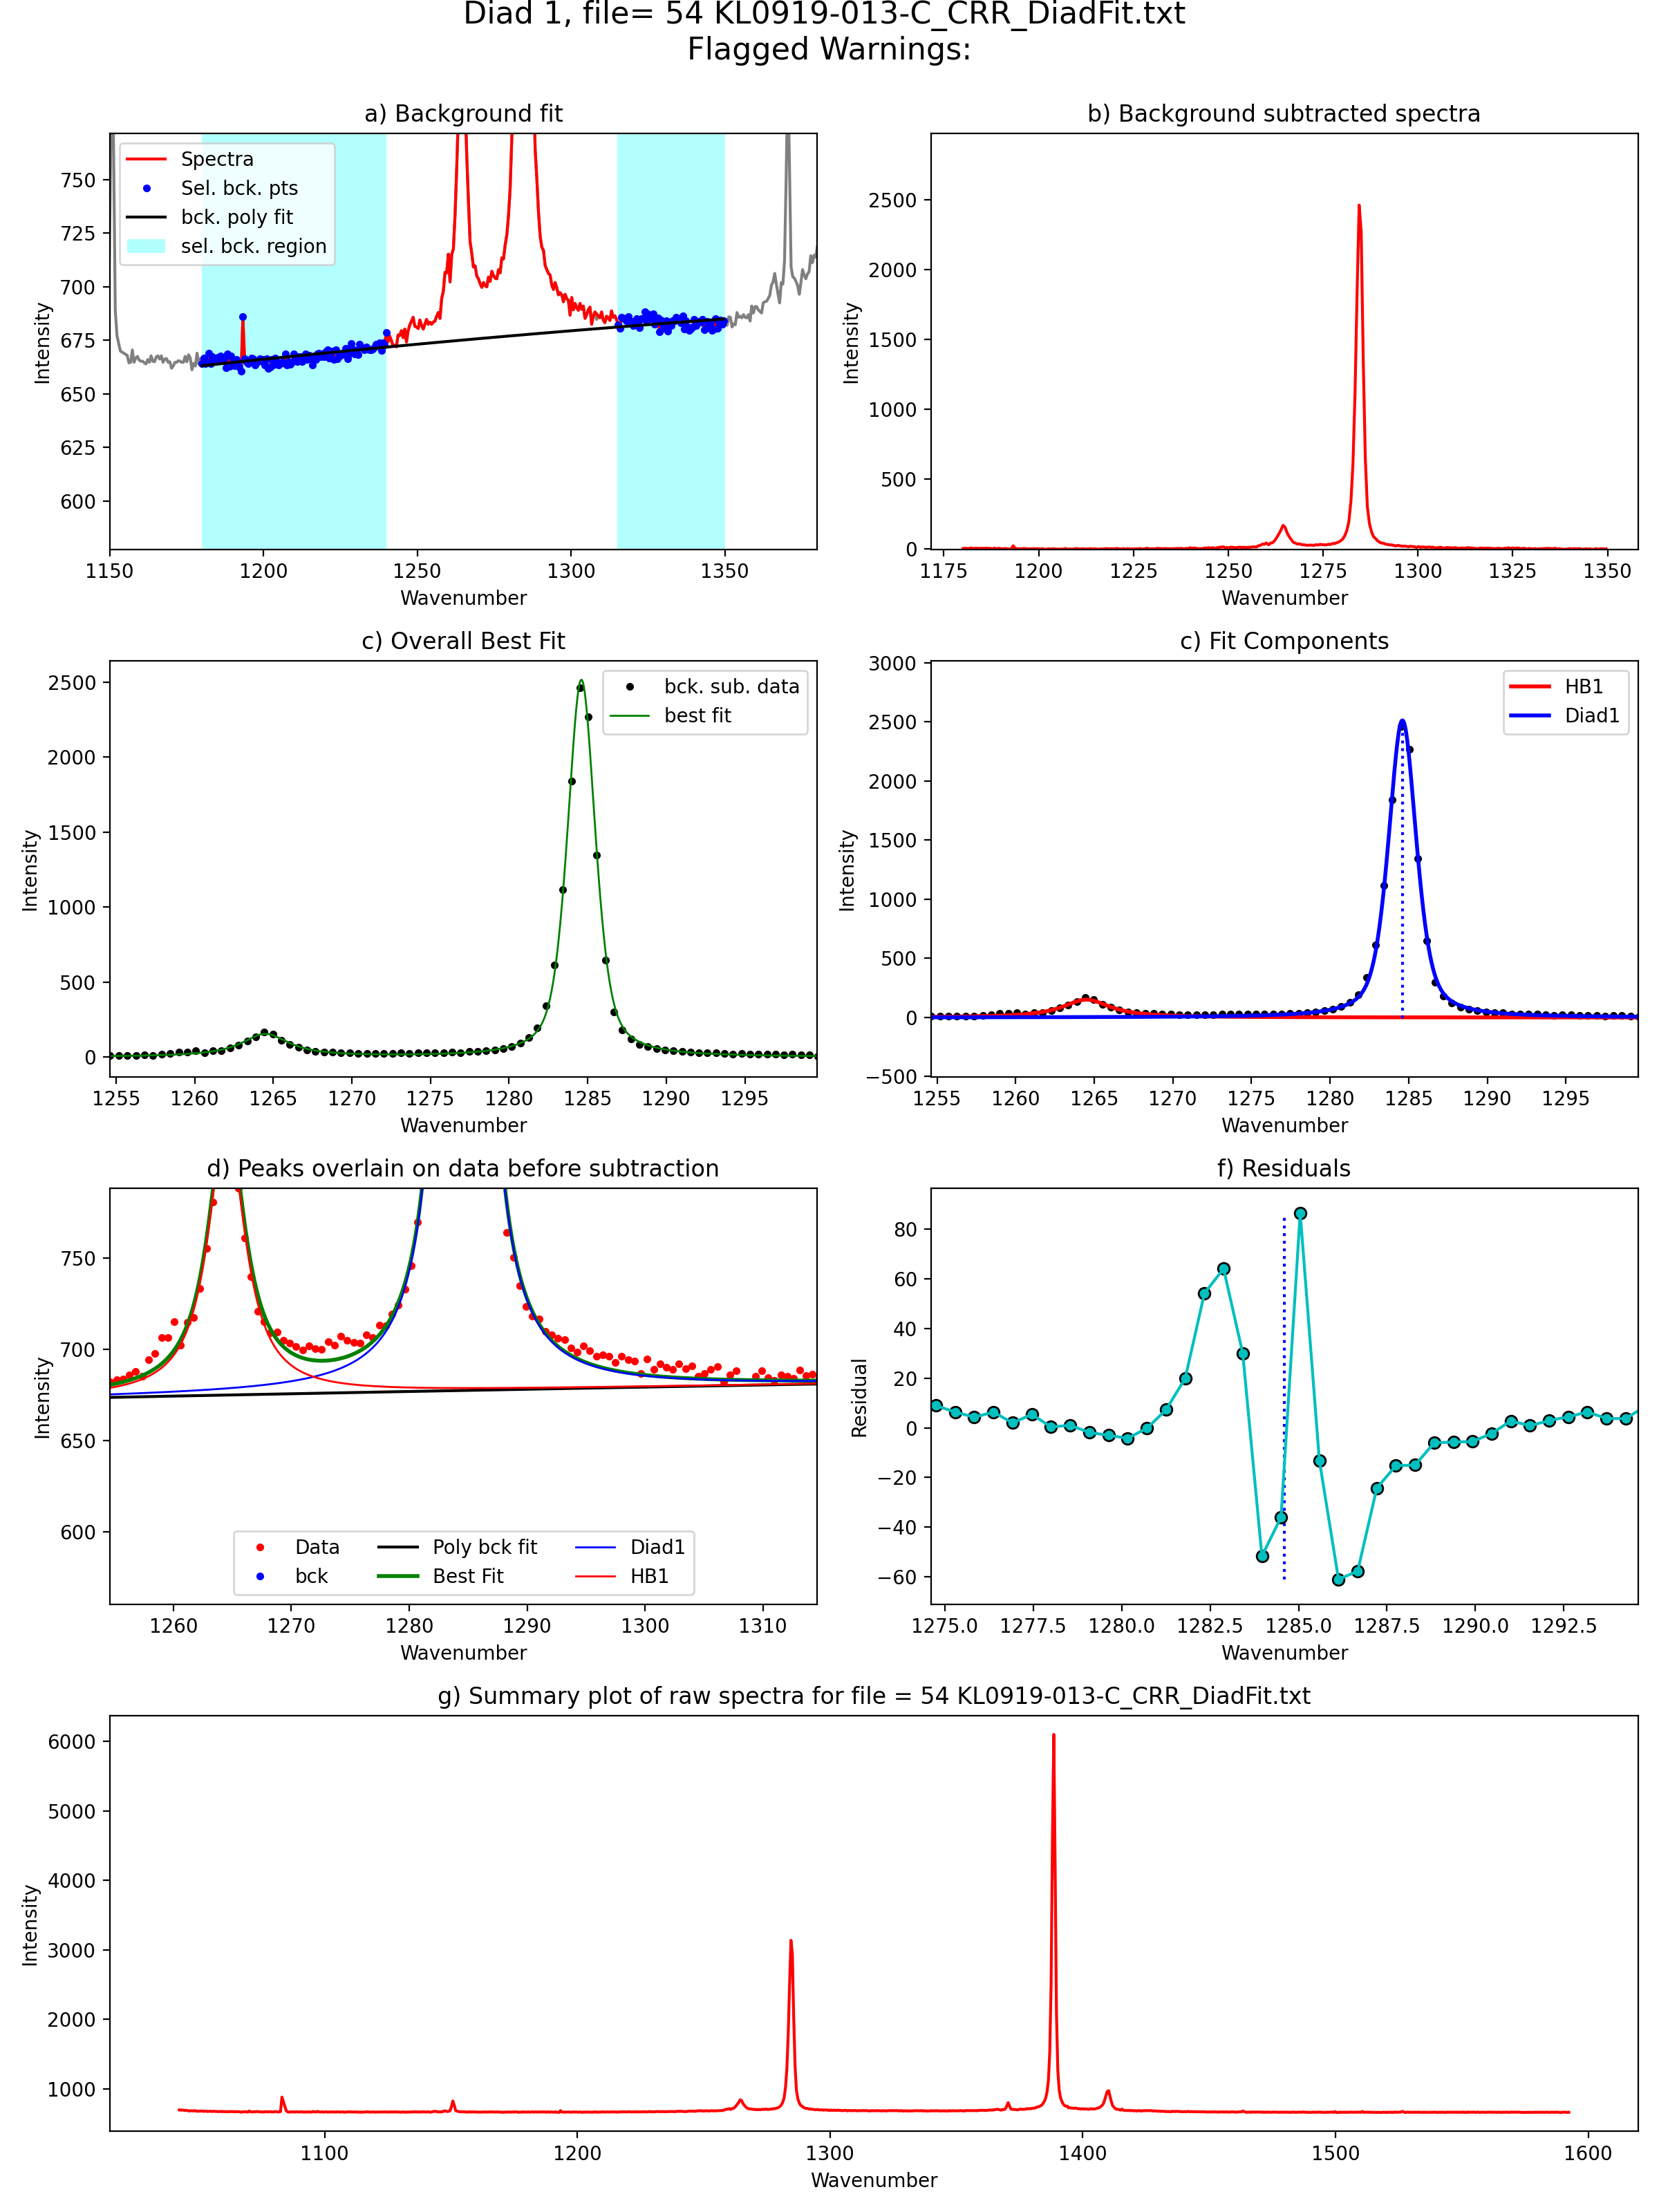 Diad 1, file= 54 KL0919-013-C_CRR_DiadFit.txt
Flagged Warnings:
a) Background fit
Spectra
Sel. bck. pts
bck. poly fit
sel. bck. region
750
725
700
675
650
625
600
Intensity
1150 1200 1250 1300 1350
Wavenumber
b) Background subtracted spectra
2500
2000
1500
1000
500
0
Intensity
1175 1200 1225 1250 1275 1300 1325 1350
Wavenumber
c) Overall Best Fit
bck. sub. data
best fit
2500
2000
1500
1000
500
0
Intensity
1255 1260 1265 1270 1275 1280 1285 1290 1295
Wavenumber
c) Fit Components
HB1
Diad1
3000
2500
2000
1500
1000
500
0
−500
Intensity
1255 1260 1265 1270 1275 1280 1285 1290 1295
Wavenumber
d) Peaks overlain on data before subtraction
750
700
650
600
Intensity
Data Poly bck fit Diad1
bck Best Fit HB1
1260 1270 1280 1290 1300 1310
Wavenumber
f) Residuals
80
60
40
20
0
−20
−40
−60
Residual
1275.0 1277.5 1280.0 1282.5 1285.0 1287.5 1290.0 1292.5
Wavenumber
g) Summary plot of raw spectra for file = 54 KL0919-013-C_CRR_DiadFit.txt
6000
5000
4000
3000
2000
1000
Intensity
1100 1200 1300 1400 1500 1600
Wavenumber